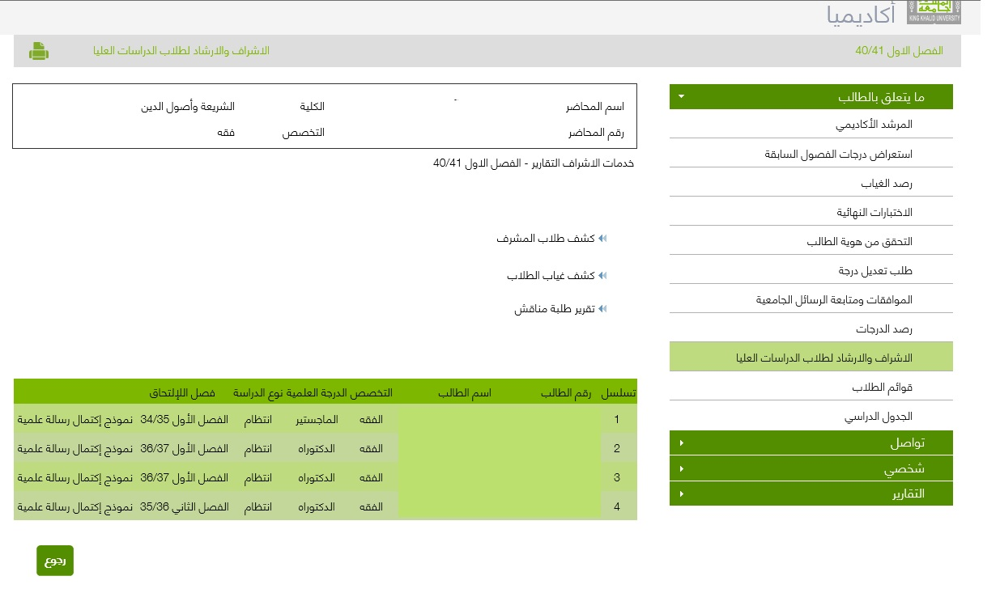 أكاديميا
KING KHALID UNIVERSITY
الفصل الاول 40/41
الاشراف والارشاد لطلاب الدراسات العليا
ما يتعلق بالطالب
المرشد الأكاديمي
استعراض درجات الفصول السابقة
رصد الغياب
الاختبارات النهائية
التحقق من هوية الطالب
طلب تعديل درجة
الموافقات ومتابعة الرسائل الجامعية
رصد الدرجات
الاشراف والارشاد لطلاب الدراسات العليا
قوائم الطلاب
الجدول الدراسي
تواصل
شخصي
التقارير
اسم المحاضر - الكلية الشريعة وأصول الدين
رقم المحاضر التخصص فقه
خدمات الاشراف التقارير - الفصل الاول 40/41
كشف طلاب المشرف
كشف غياب الطلاب
تقرير طلبة مناقش
تسلسل رقم الطالب اسم الطالب التخصص الدرجة العلمية نوع الدراسة فصل اللإلتحاق
1 الفقه الماجستير انتظام الفصل الأول 34/35 نموذج إكتمال رسالة علمية
2 الفقه الدكتوراه انتظام الفصل الأول 36/37 نموذج إكتمال رسالة علمية
3 الفقه الدكتوراه انتظام الفصل الأول 36/37 نموذج إكتمال رسالة علمية
4 الفقه الدكتوراه انتظام الفصل الثاني 35/36 نموذج إكتمال رسالة علمية
رجوع